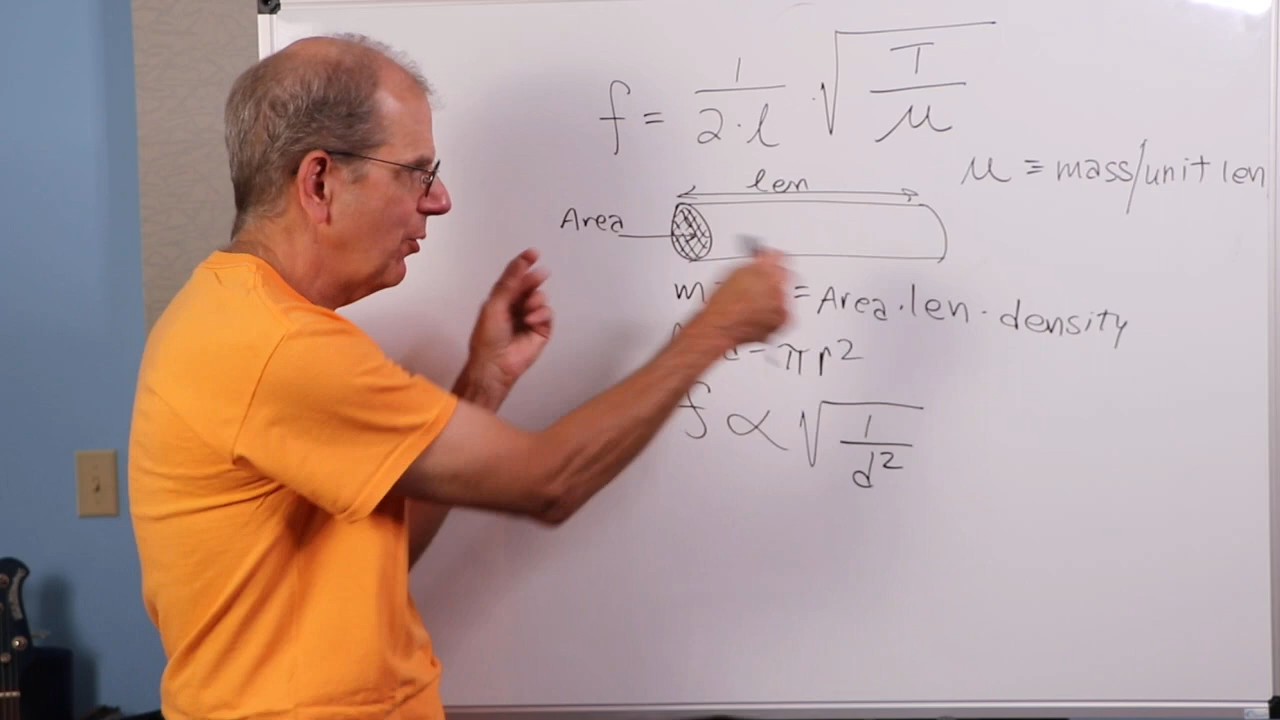 f = 1/(2·l) · √(T/μ)
μ ≡ mass/unit len
len
Area
= Area·len·density
πr²
f ∝ √(1/d²)